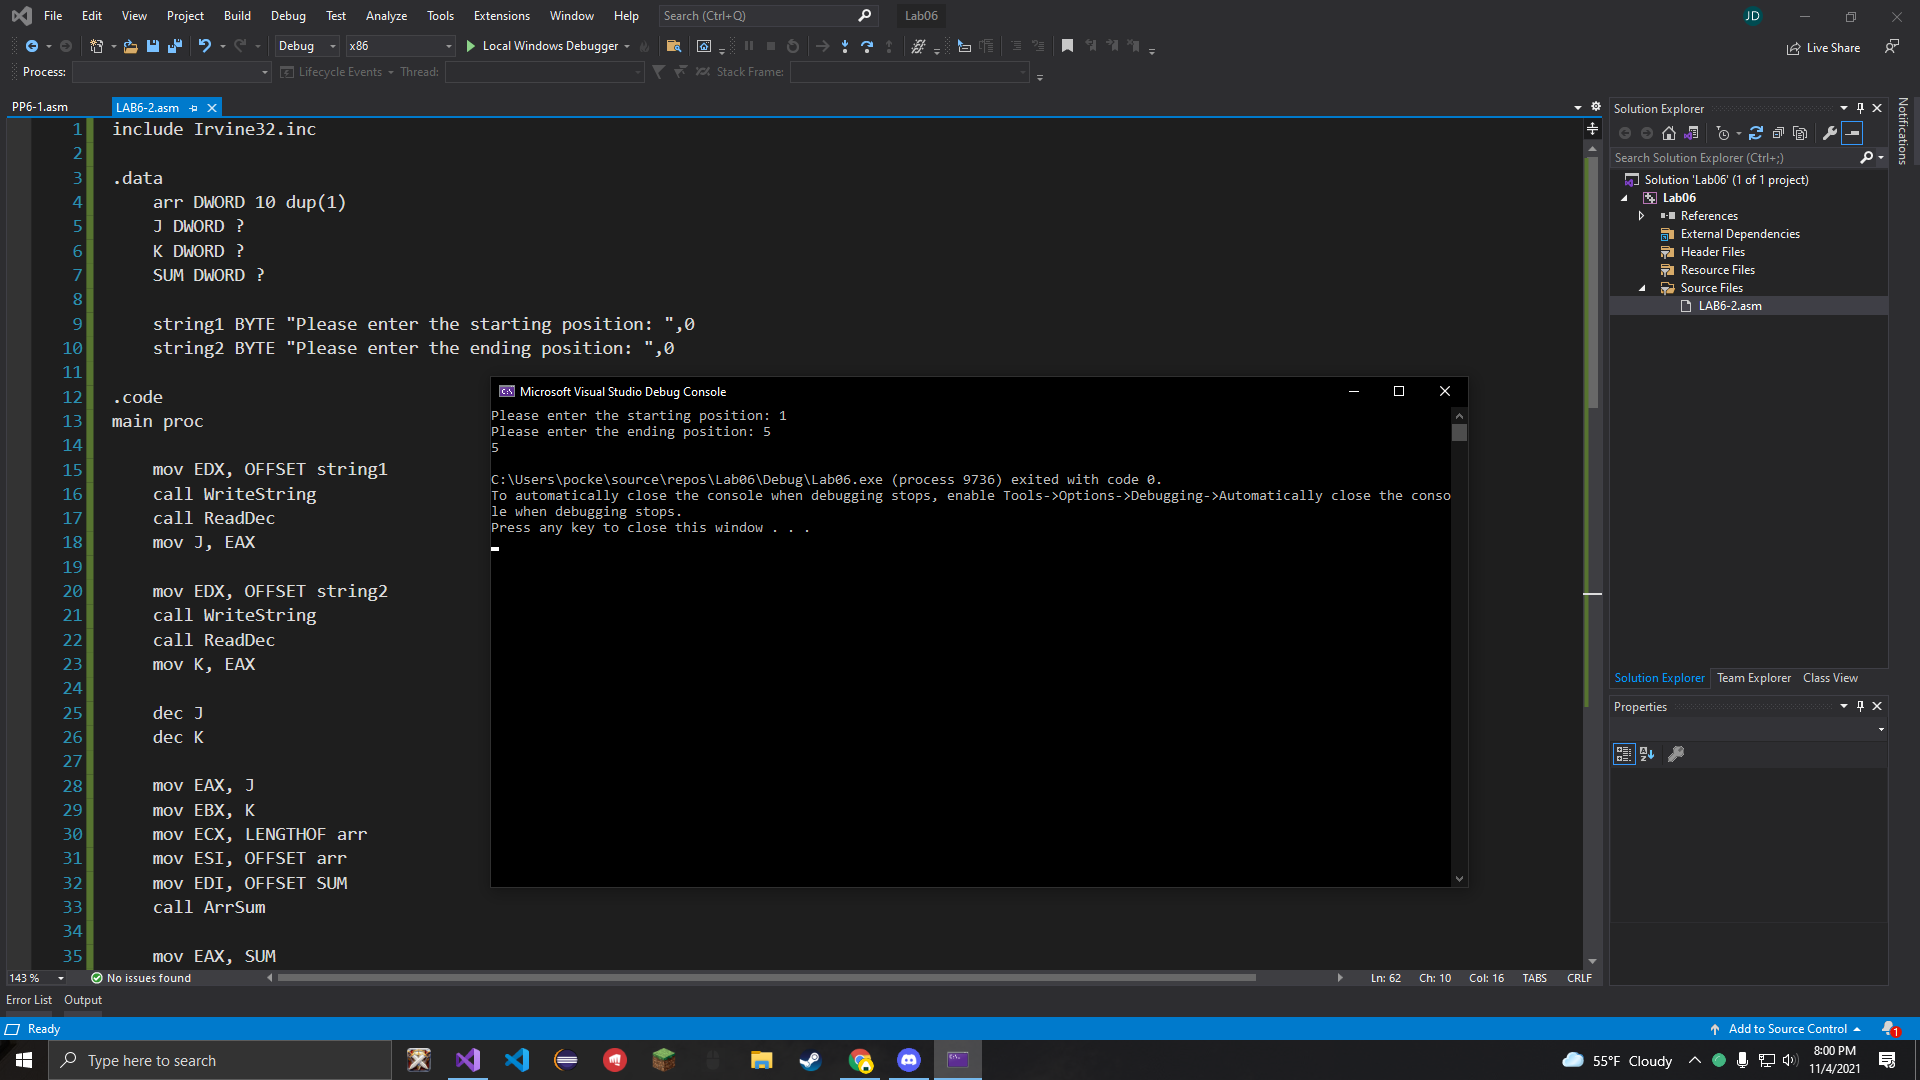 File Edit View Project Build Debug Test Analyze Tools Extensions Window Help Search (Ctrl+Q) Lab06 JD
Debug x86 Local Windows Debugger Live Share
Process: Lifecycle Events Thread: Stack Frame:
PP6-1.asm LAB6-2.asm
1 include Irvine32.inc
2
3 .data
4 arr DWORD 10 dup(1)
5 J DWORD ?
6 K DWORD ?
7 SUM DWORD ?
8
9 string1 BYTE "Please enter the starting position: ",0
10 string2 BYTE "Please enter the ending position: ",0
11
12 .code
13 main proc
14
15 mov EDX, OFFSET string1
16 call WriteString
17 call ReadDec
18 mov J, EAX
19
20 mov EDX, OFFSET string2
21 call WriteString
22 call ReadDec
23 mov K, EAX
24
25 dec J
26 dec K
27
28 mov EAX, J
29 mov EBX, K
30 mov ECX, LENGTHOF arr
31 mov ESI, OFFSET arr
32 mov EDI, OFFSET SUM
33 call ArrSum
34
35 mov EAX, SUM
143 % No issues found Ln: 62 Ch: 10 Col: 16 TABS CRLF
Microsoft Visual Studio Debug Console
Please enter the starting position: 1
Please enter the ending position: 5
5
C:\Users\pocke\source\repos\Lab06\Debug\Lab06.exe (process 9736) exited with code 0.
To automatically close the console when debugging stops, enable Tools->Options->Debugging->Automatically close the conso
le when debugging stops.
Press any key to close this window . . .
Solution Explorer
Search Solution Explorer (Ctrl+;)
Solution 'Lab06' (1 of 1 project)
Lab06
References
External Dependencies
Header Files
Resource Files
Source Files
LAB6-2.asm
Solution Explorer Team Explorer Class View
Properties
Notifications
Error List Output
Ready Add to Source Control 1
Type here to search 55°F Cloudy 8:00 PM
11/4/2021